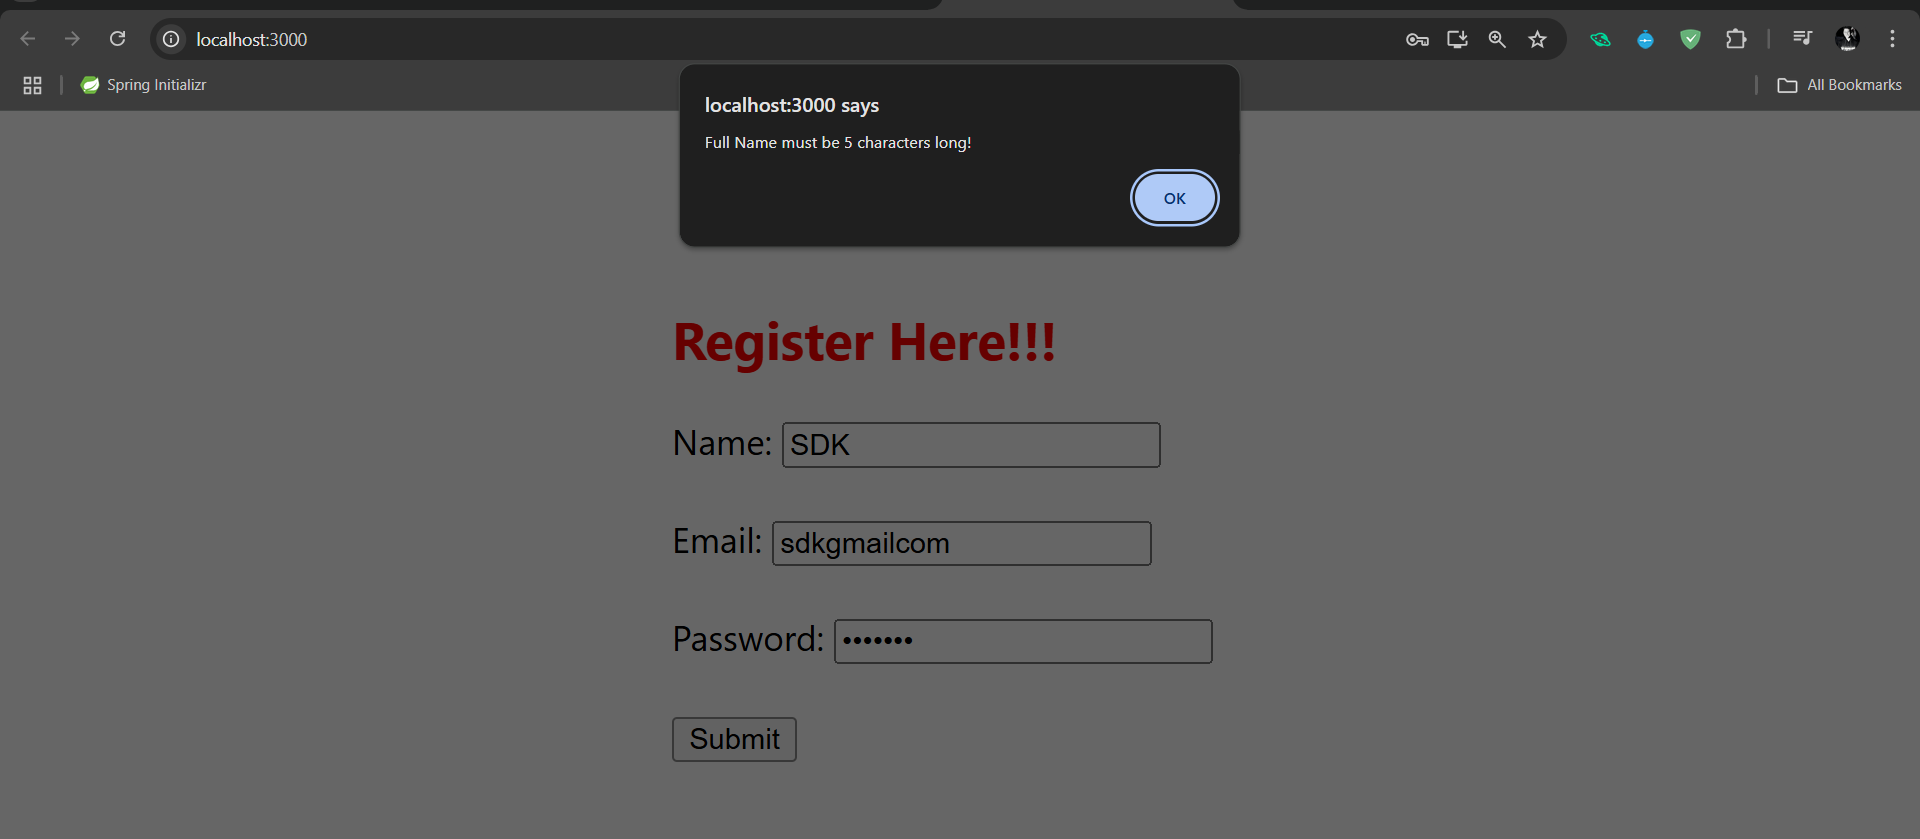 localhost:3000
Spring Initializr
All Bookmarks
localhost:3000 says
Full Name must be 5 characters long!
OK
Register Here!!!
Name: SDK
Email: sdkgmailcom
Password: •••••••
Submit